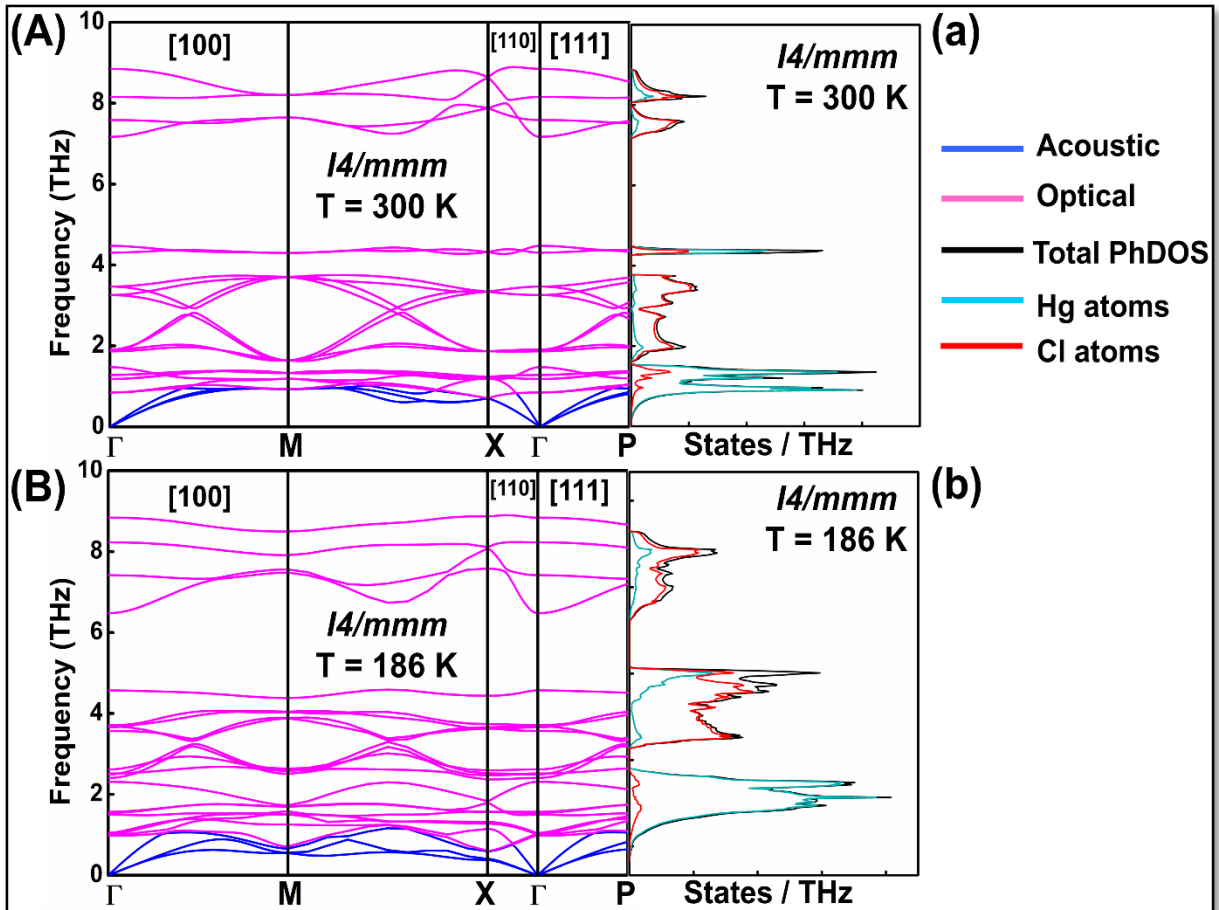 (A)
[100]
[110]
[111]
I4/mmm
T = 300 K
I4/mmm
T = 300 K
(a)
Frequency (THz)
10
8
6
4
2
0
Γ
M
X
Γ
P
States / THz
Acoustic
Optical
Total PhDOS
Hg atoms
Cl atoms
(B)
[100]
[110]
[111]
I4/mmm
T = 186 K
I4/mmm
T = 186 K
(b)
Frequency (THz)
10
8
6
4
2
0
Γ
M
X
Γ
P
States / THz